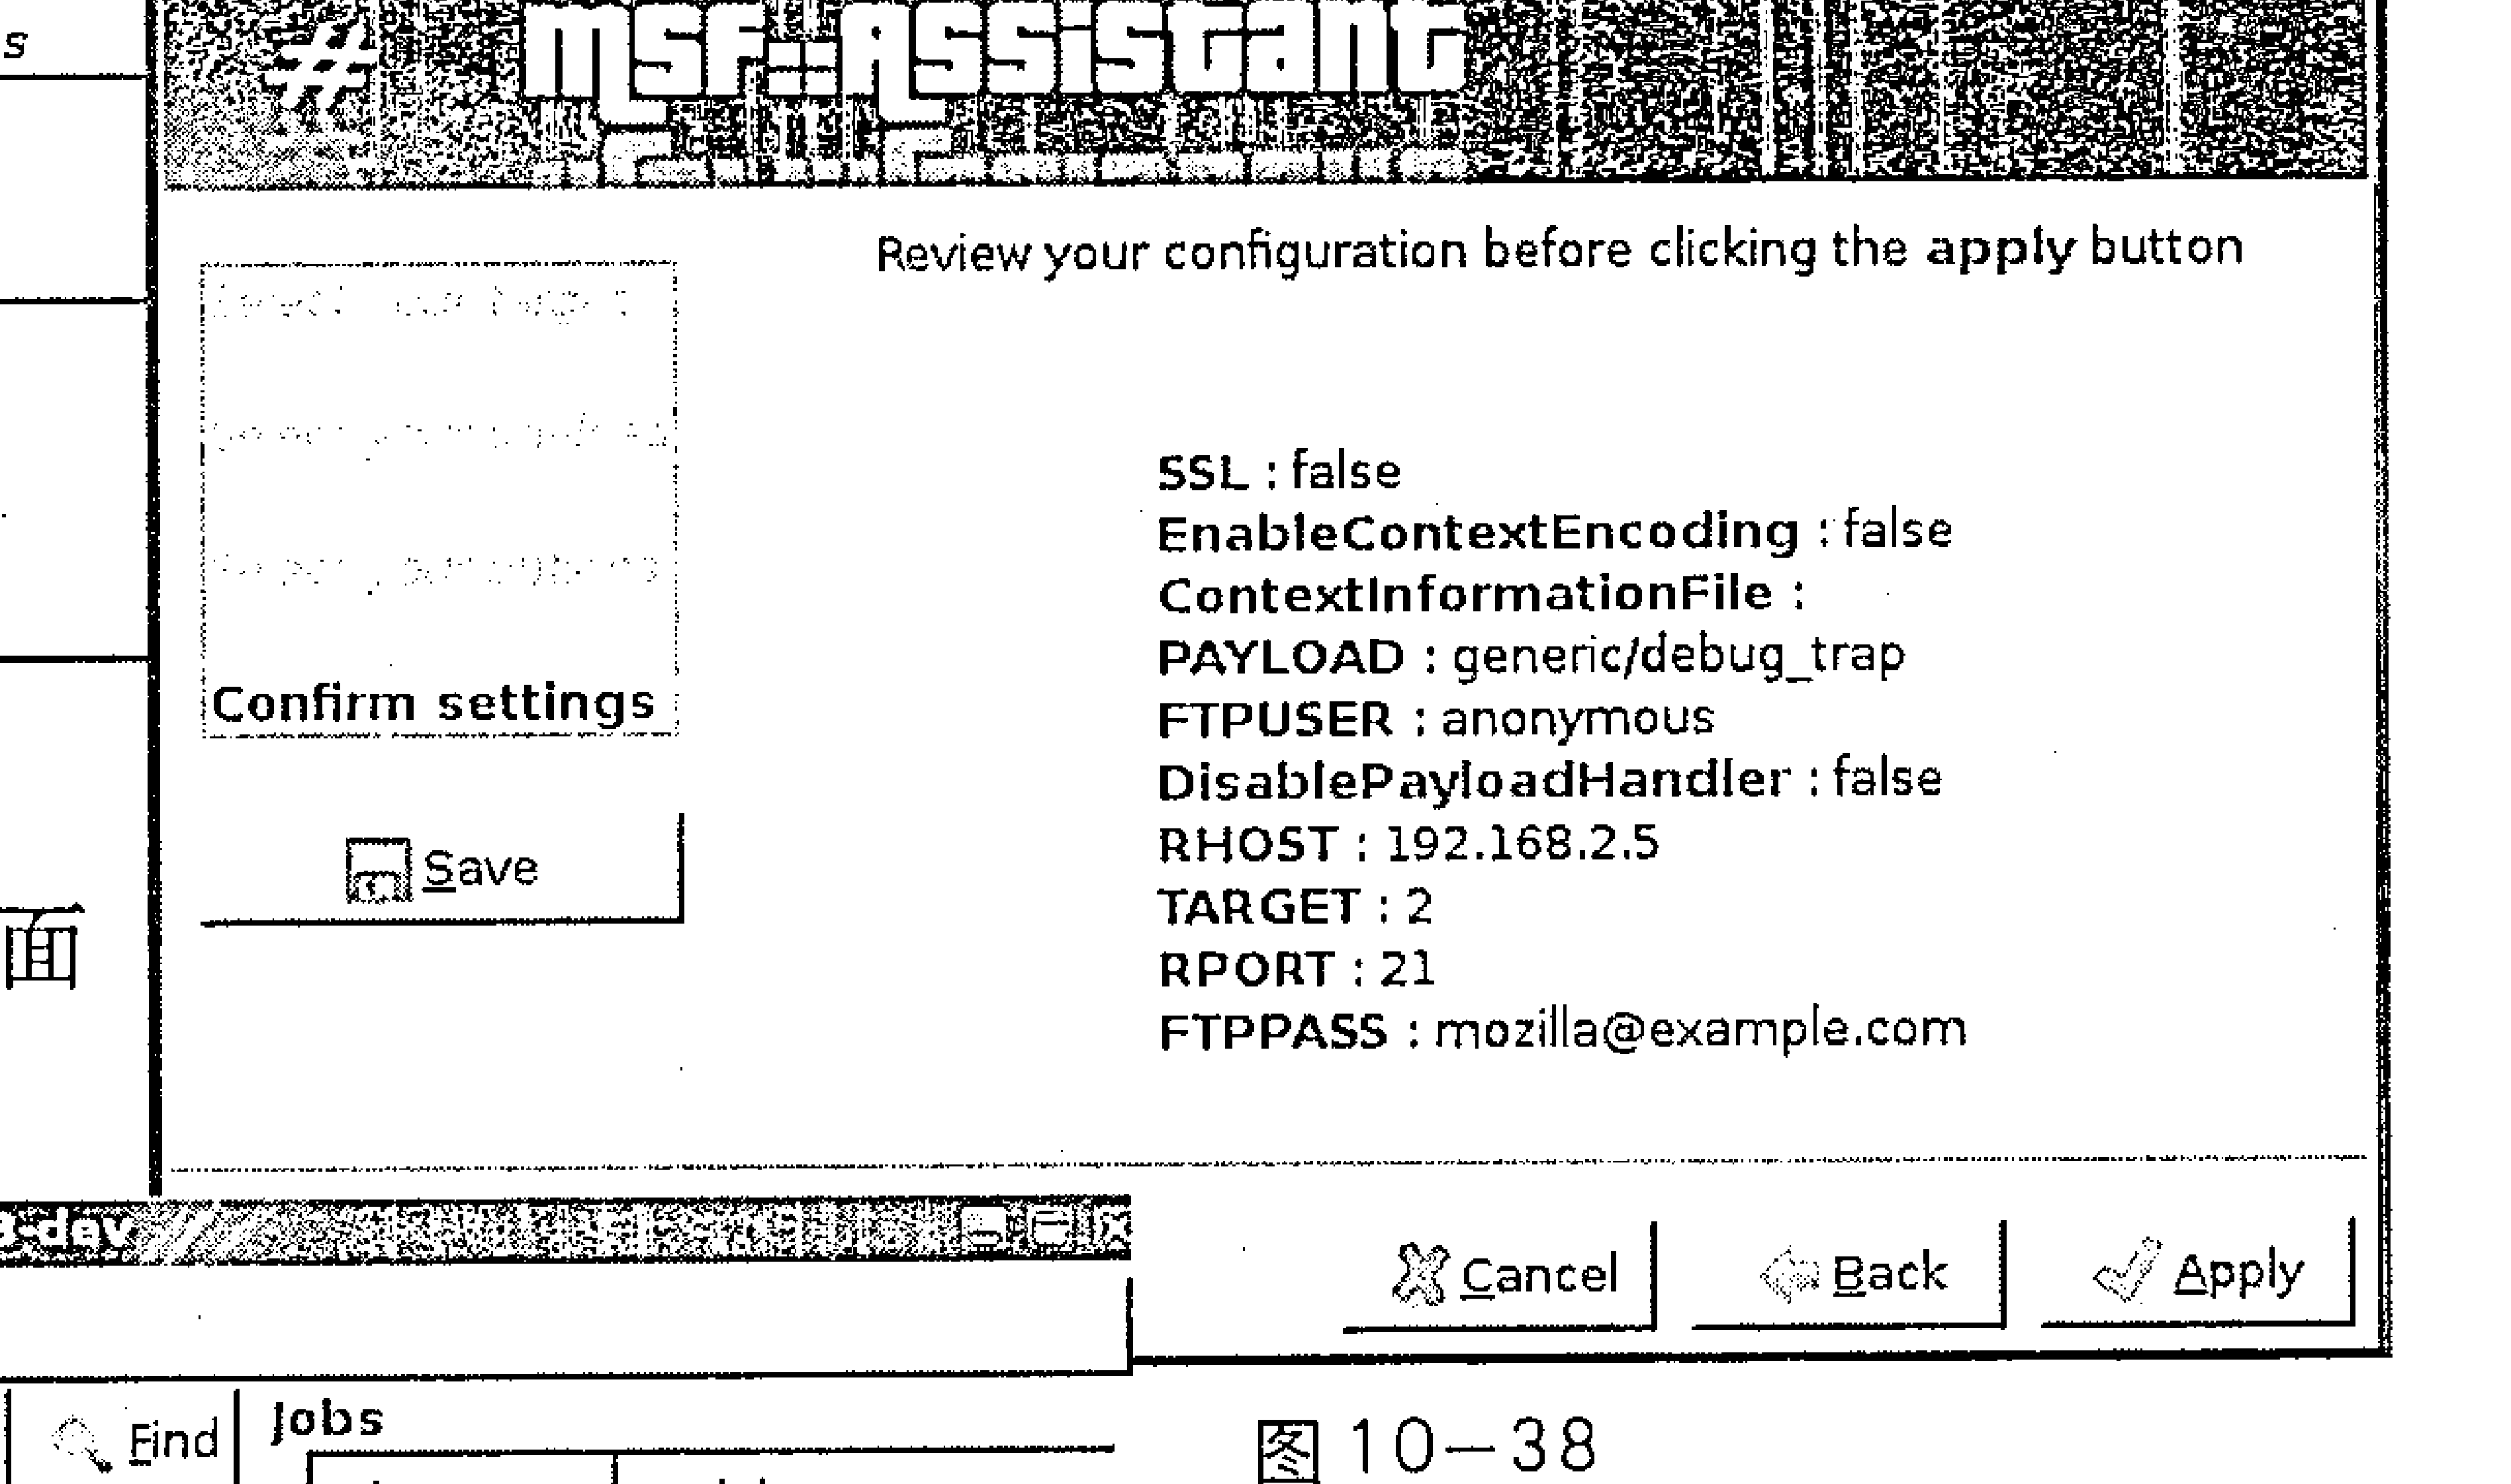 s
msf::Assistant
Review your configuration before clicking the apply button
SSL : false
EnableContextEncoding : false
ContextInformationFile :
PAYLOAD : generic/debug_trap
FTPUSER : anonymous
DisablePayloadHandler : false
RHOST : 192.168.2.5
TARGET : 2
RPORT : 21
FTPPASS : mozilla@example.com
Confirm settings
Save
面
-dev
Cancel
Back
Apply
Find
Jobs
图 10-38